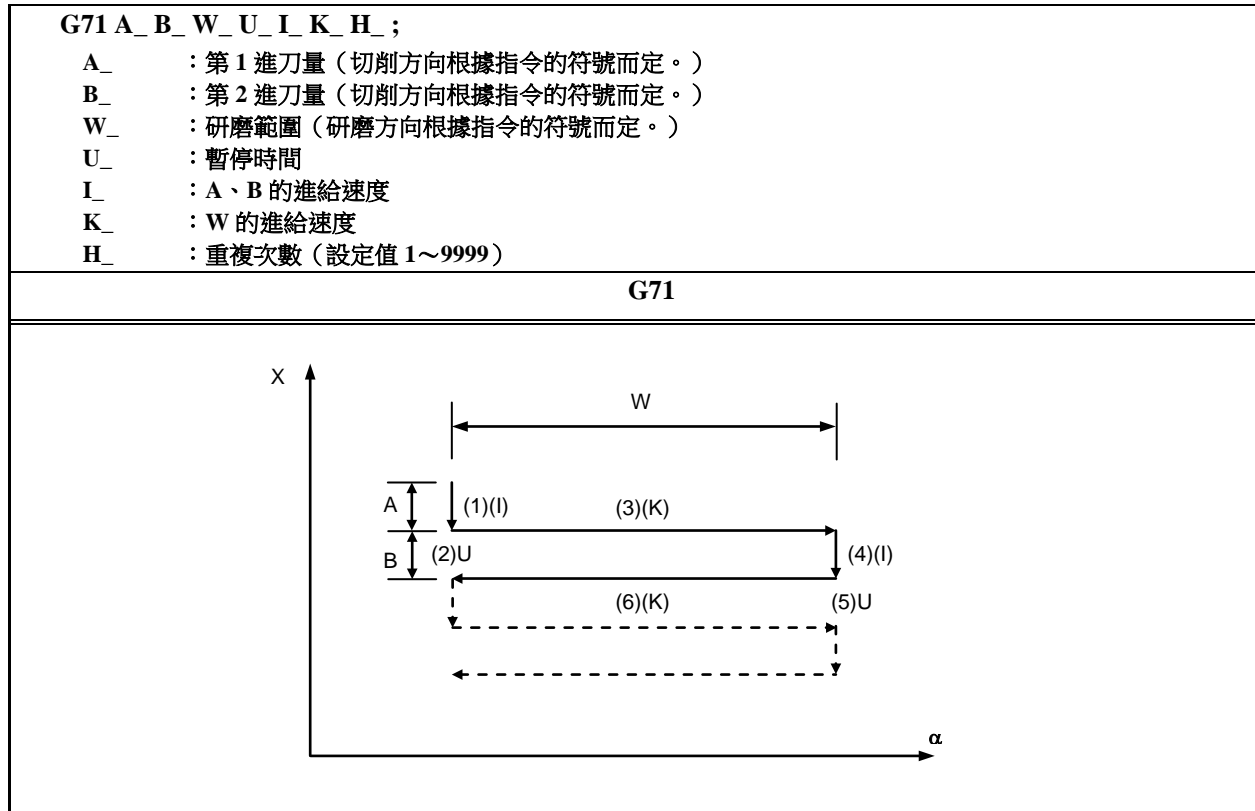 G71 A_ B_ W_ U_ I_ K_ H_ ;
A_ ：第 1 進刀量（切削方向根據指令的符號而定。）
B_ ：第 2 進刀量（切削方向根據指令的符號而定。）
W_ ：研磨範圍（研磨方向根據指令的符號而定。）
U_ ：暫停時間
I_ ：A、B 的進給速度
K_ ：W 的進給速度
H_ ：重複次數（設定值 1～9999）
G71
X
W
A
(1)(I)
(3)(K)
B
(2)U
(4)(I)
(6)(K)
(5)U
α